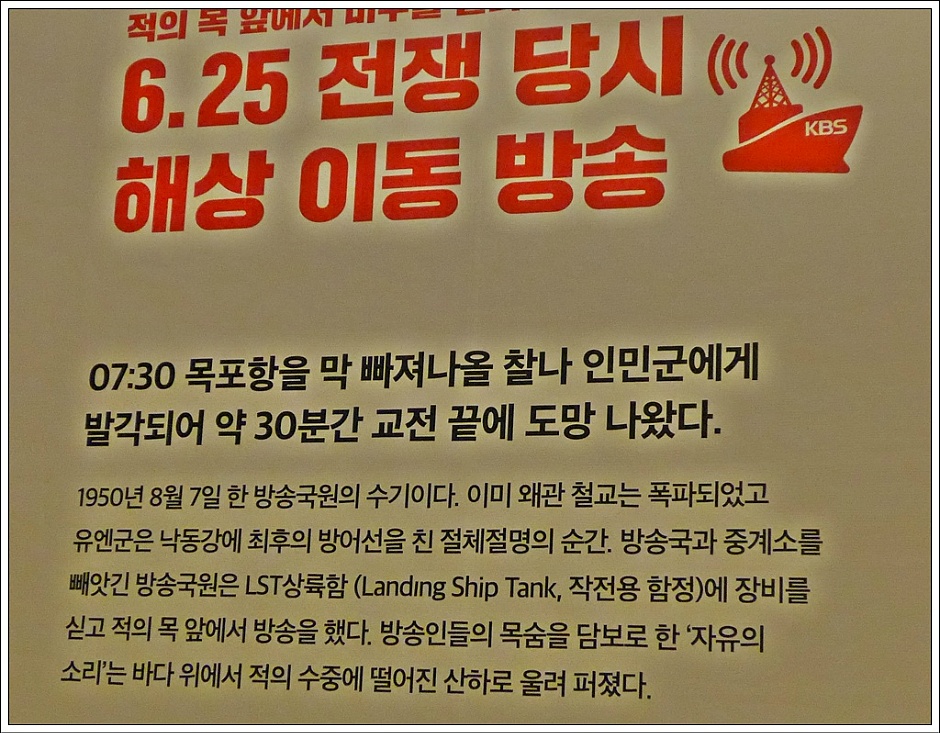 적의 목 앞에서
6.25 전쟁 당시
해상 이동 방송
KBS
07:30 목포항을 막 빠져나올 찰나 인민군에게
발각되어 약 30분간 교전 끝에 도망 나왔다.
1950년 8월 7일 한 방송국원의 수기이다. 이미 왜관 철교는 폭파되었고
유엔군은 낙동강에 최후의 방어선을 친 절체절명의 순간. 방송국과 중계소를
빼앗긴 방송국원은 LST상륙함 (Landing Ship Tank, 작전용 함정)에 장비를
싣고 적의 목 앞에서 방송을 했다. 방송인들의 목숨을 담보로 한 ‘자유의
소리’는 바다 위에서 적의 수중에 떨어진 산하로 울려 퍼졌다.